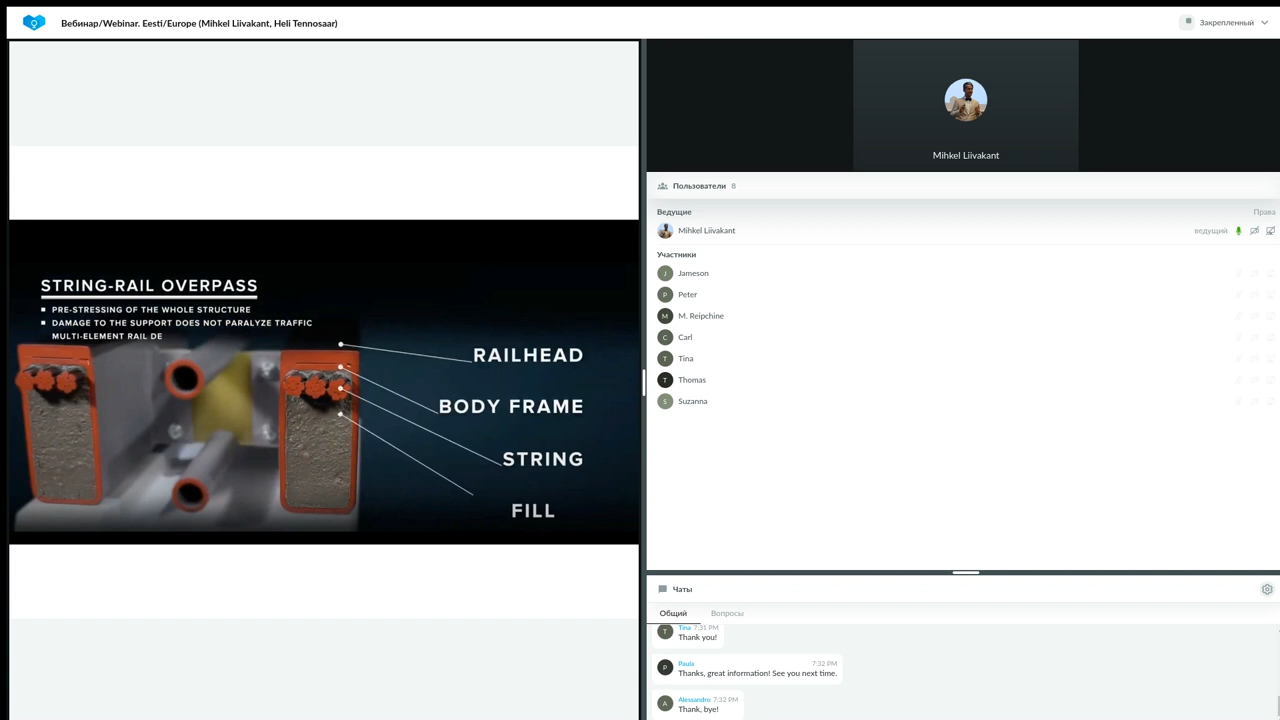 Вебинар/Webinar. Eesti/Europe (Mihkel Liivakant, Heli Tennosaar)
Закрепленный
STRING-RAIL OVERPASS
PRE-STRESSING OF THE WHOLE STRUCTURE
DAMAGE TO THE SUPPORT DOES NOT PARALYZE TRAFFIC
MULTI-ELEMENT RAIL DE
RAILHEAD
BODY FRAME
STRING
FILL
Mihkel Liivakant
Пользователи 8
Ведущие Права
Mihkel Liivakant ведущий
Участники
J Jameson
P Peter
M M. Reipchine
C Carl
T Tina
T Thomas
S Suzanna
Чаты
Общий Вопросы
T Tina 7:31 PM
Thank you!
P Paula 7:32 PM
Thanks, great information! See you next time.
A Alessandro 7:32 PM
Thank, bye!